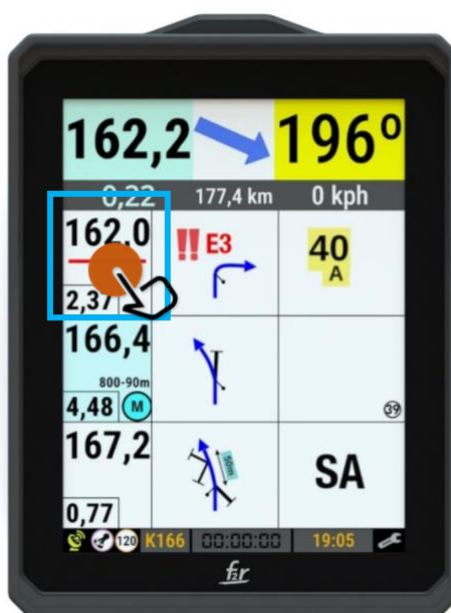 162,2 196º
0,22 177,4 km 0 kph
162,0 !! E3 40
A
2,37
166,4
800-90m
4,48 M 39
167,2 50m SA
0,77
120 K166 00:00:00 19:05
f2r